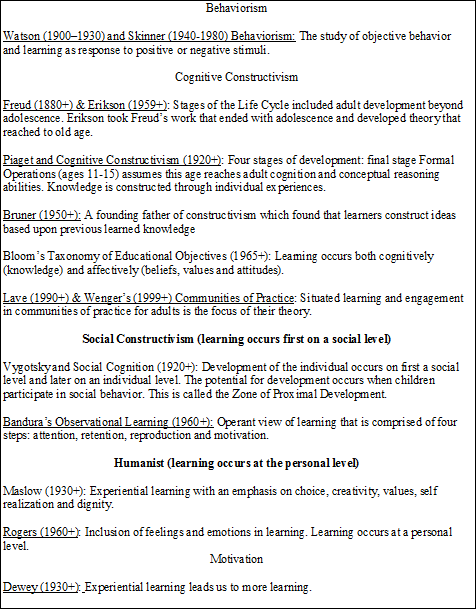 Behaviorism
Watson (1900–1930) and Skinner (1940-1980) Behaviorism: The study of objective behavior
and learning as response to positive or negative stimuli.
Cognitive Constructivism
Freud (1880+) & Erikson (1959+): Stages of the Life Cycle included adult development beyond
adolescence. Erikson took Freud’s work that ended with adolescence and developed theory that
reached to old age.
Piaget and Cognitive Constructivism (1920+): Four stages of development: final stage Formal
Operations (ages 11-15) assumes this age reaches adult cognition and conceptual reasoning
abilities. Knowledge is constructed through individual experiences.
Bruner (1950+): A founding father of constructivism which found that learners construct ideas
based upon previous learned knowledge
Bloom’s Taxonomy of Educational Objectives (1965+): Learning occurs both cognitively
(knowledge) and affectively (beliefs, values and attitudes).
Lave (1990+) & Wenger’s (1999+) Communities of Practice: Situated learning and engagement
in communities of practice for adults is the focus of their theory.
Social Constructivism (learning occurs first on a social level)
Vygotsky and Social Cognition (1920+): Development of the individual occurs on first a social
level and later on an individual level. The potential for development occurs when children
participate in social behavior. This is called the Zone of Proximal Development.
Bandura’s Observational Learning (1960+): Operant view of learning that is comprised of four
steps: attention, retention, reproduction and motivation.
Humanist (learning occurs at the personal level)
Maslow (1930+): Experiential learning with an emphasis on choice, creativity, values, self
realization and dignity.
Rogers (1960+): Inclusion of feelings and emotions in learning. Learning occurs at a personal
level.
Motivation
Dewey (1930+): Experiential learning leads us to more learning.